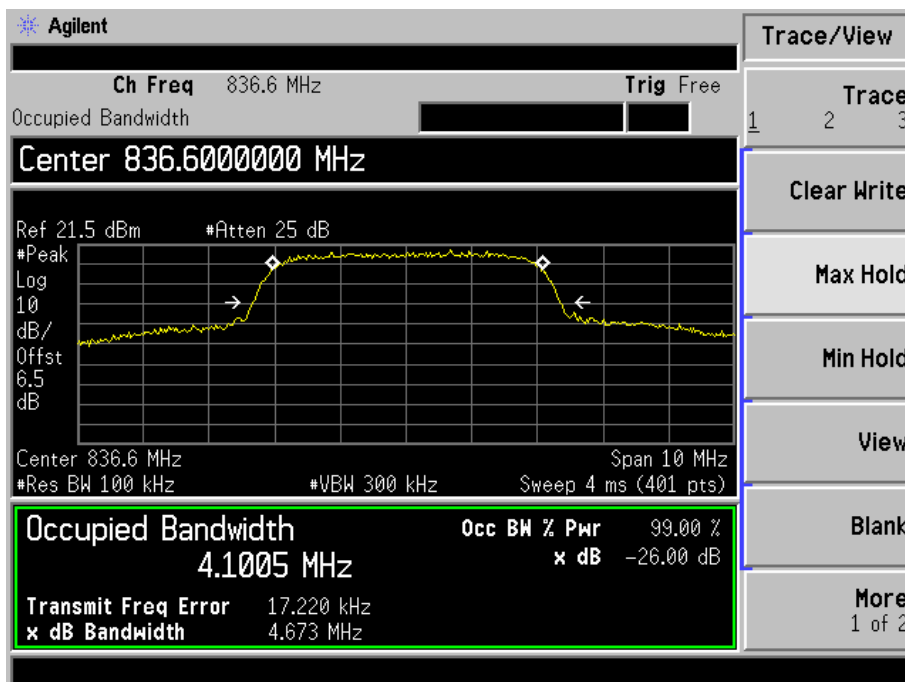 Agilent
Ch Freq 836.6 MHz Trig Free
Occupied Bandwidth
Center 836.6000000 MHz
Ref 21.5 dBm #Atten 25 dB
#Peak
Log
10
dB/
Offst
6.5
dB
Center 836.6 MHz Span 10 MHz
#Res BW 100 kHz #VBW 300 kHz Sweep 4 ms (401 pts)
Occupied Bandwidth Occ BW % Pwr 99.00 %
4.1005 MHz x dB -26.00 dB
Transmit Freq Error 17.220 kHz
x dB Bandwidth 4.673 MHz
Trace/View
Trace
1 2 3
Clear Write
Max Hold
Min Hold
View
Blank
More
1 of 2